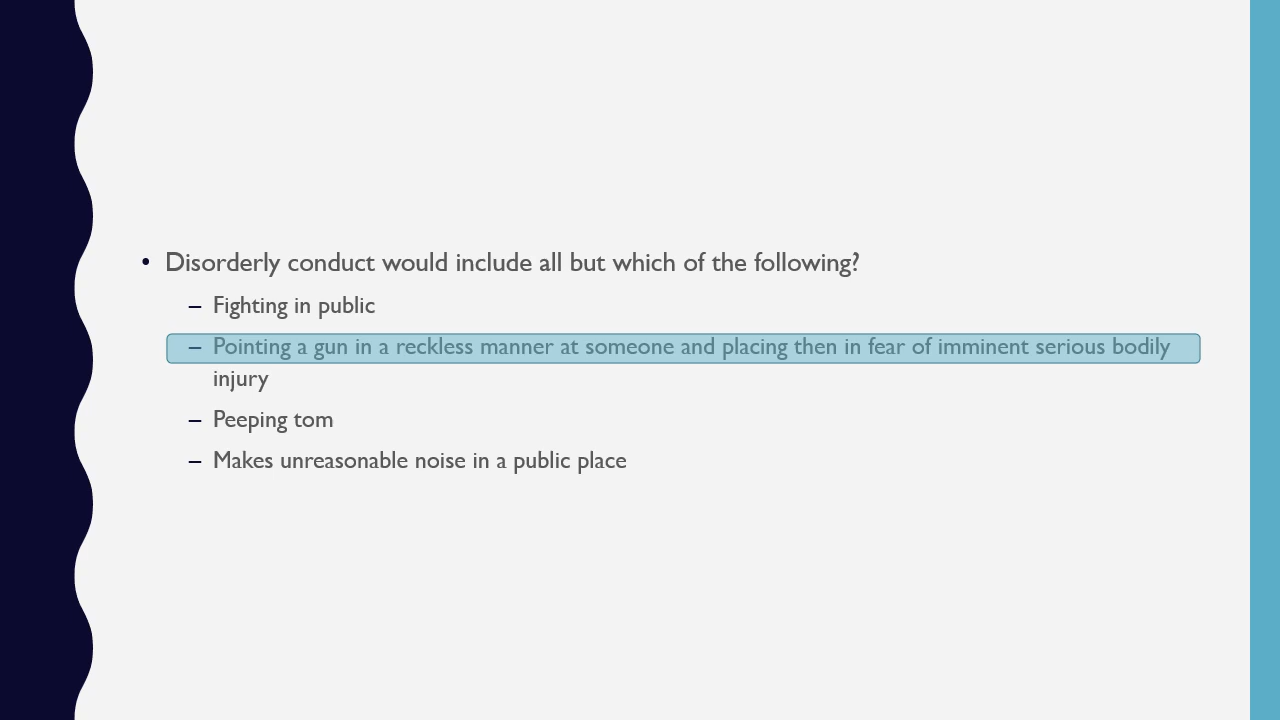 • Disorderly conduct would include all but which of the following?
– Fighting in public
– Pointing a gun in a reckless manner at someone and placing then in fear of imminent serious bodily
injury
– Peeping tom
– Makes unreasonable noise in a public place